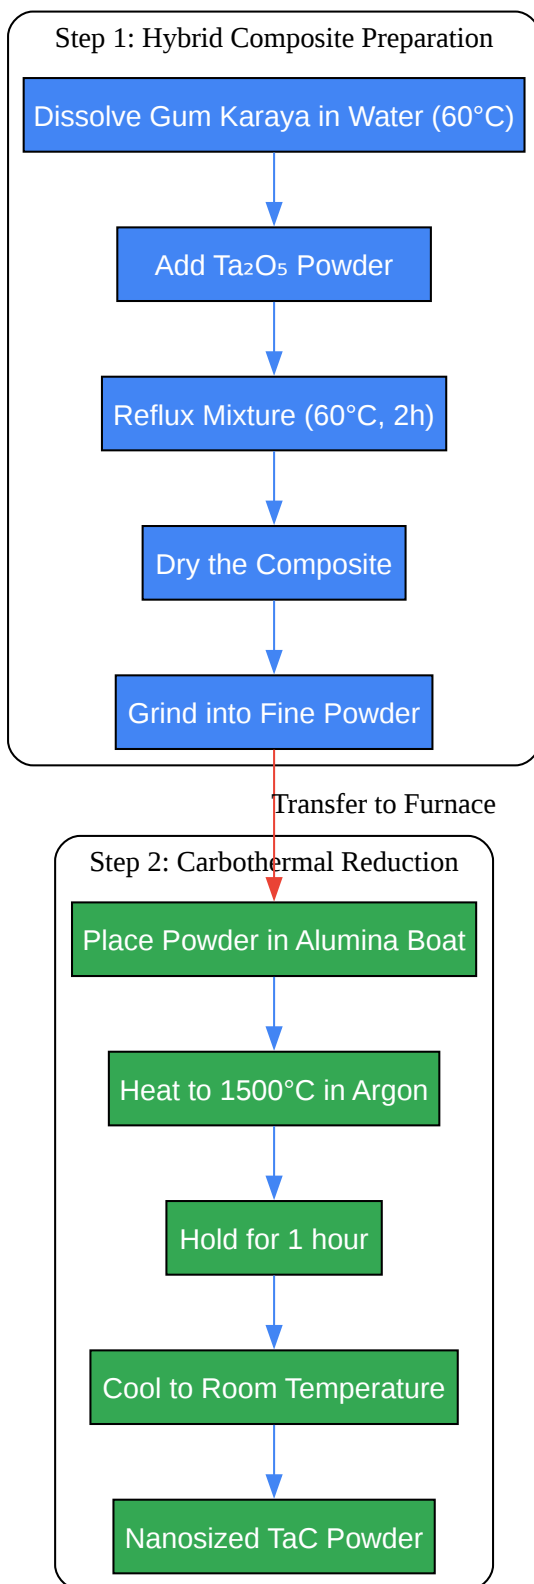 Step 1: Hybrid Composite Preparation
Dissolve Gum Karaya in Water (60°C)
Add Ta₂O₅ Powder
Reflux Mixture (60°C, 2h)
Dry the Composite
Grind into Fine Powder
Transfer to Furnace
Step 2: Carbothermal Reduction
Place Powder in Alumina Boat
Heat to 1500°C in Argon
Hold for 1 hour
Cool to Room Temperature
Nanosized TaC Powder